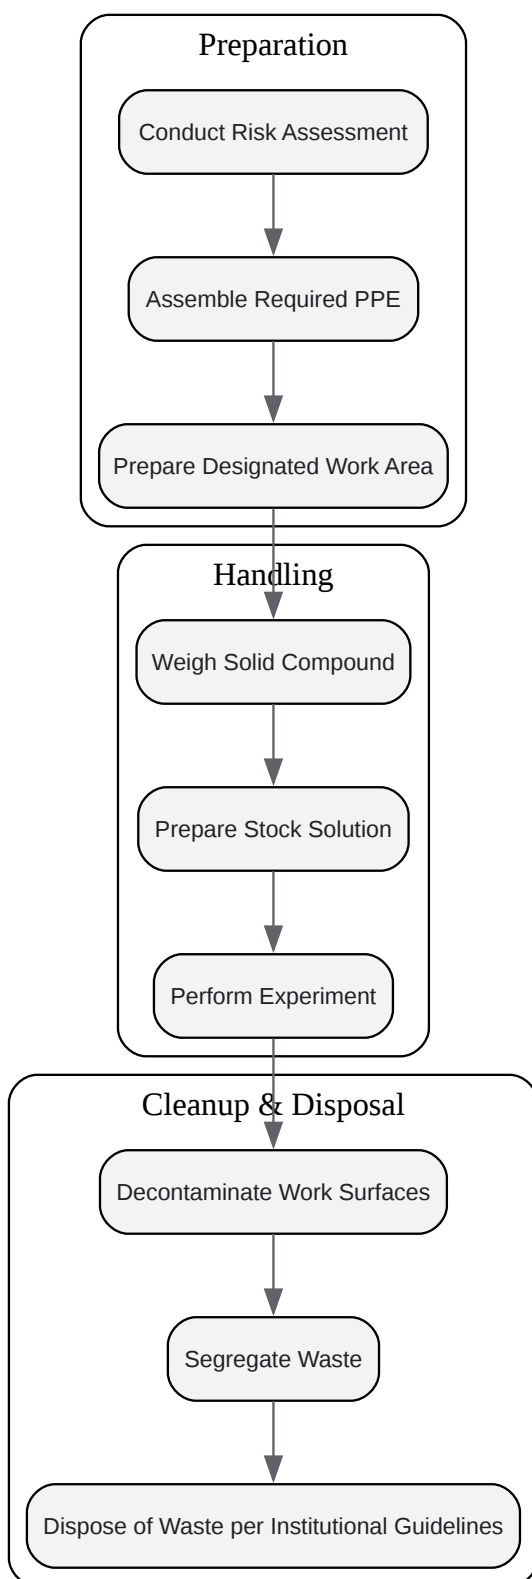 Preparation
Conduct Risk Assessment
Assemble Required PPE
Prepare Designated Work Area
Handling
Weigh Solid Compound
Prepare Stock Solution
Perform Experiment
Cleanup & Disposal
Decontaminate Work Surfaces
Segregate Waste
Dispose of Waste per Institutional Guidelines